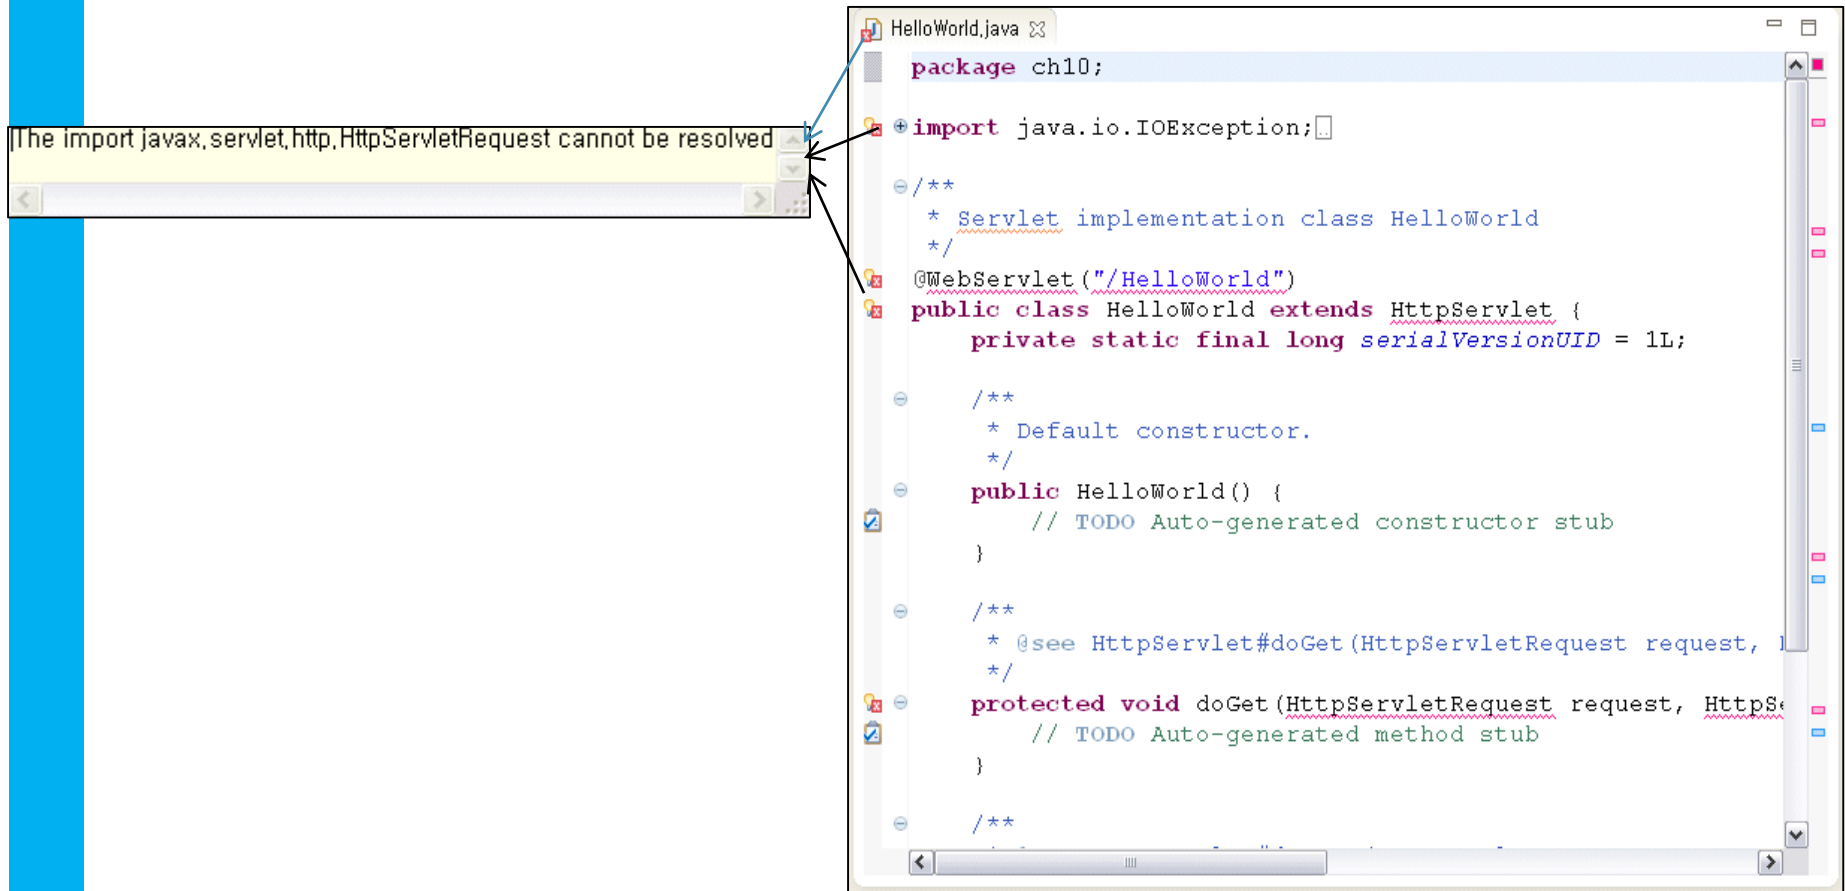 The import javax.servlet.http.HttpServletRequest cannot be resolved
HelloWorld.java
package ch10;
import java.io.IOException;
/**
* Servlet implementation class HelloWorld
*/
@WebServlet("/HelloWorld")
public class HelloWorld extends HttpServlet {
private static final long serialVersionUID = 1L;
/**
* Default constructor.
*/
public HelloWorld() {
// TODO Auto-generated constructor stub
}
/**
* @see HttpServlet#doGet(HttpServletRequest request,
*/
protected void doGet(HttpServletRequest request, HttpSe
// TODO Auto-generated method stub
}
/**